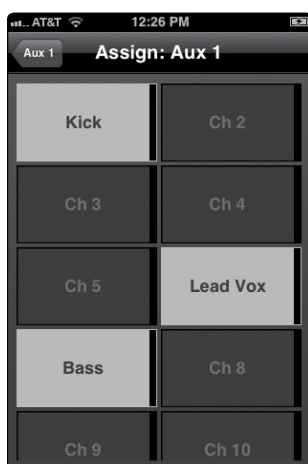 AT&T 12:26 PM
Aux 1 Assign: Aux 1
Kick Ch 2
Ch 3 Ch 4
Ch 5 Lead Vox
Bass Ch 8
Ch 9 Ch 10